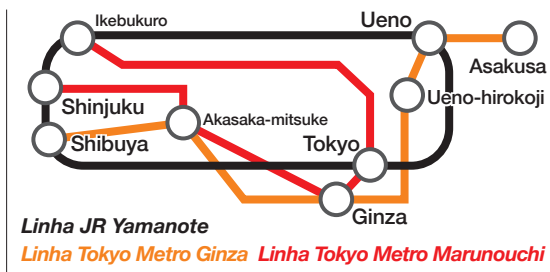 Ikebukuro
Ueno
Asakusa
Shinjuku
Ueno-hirokoji
Akasaka-mitsuke
Shibuya
Tokyo
Ginza
Linha JR Yamanote
Linha Tokyo Metro Ginza Linha Tokyo Metro Marunouchi